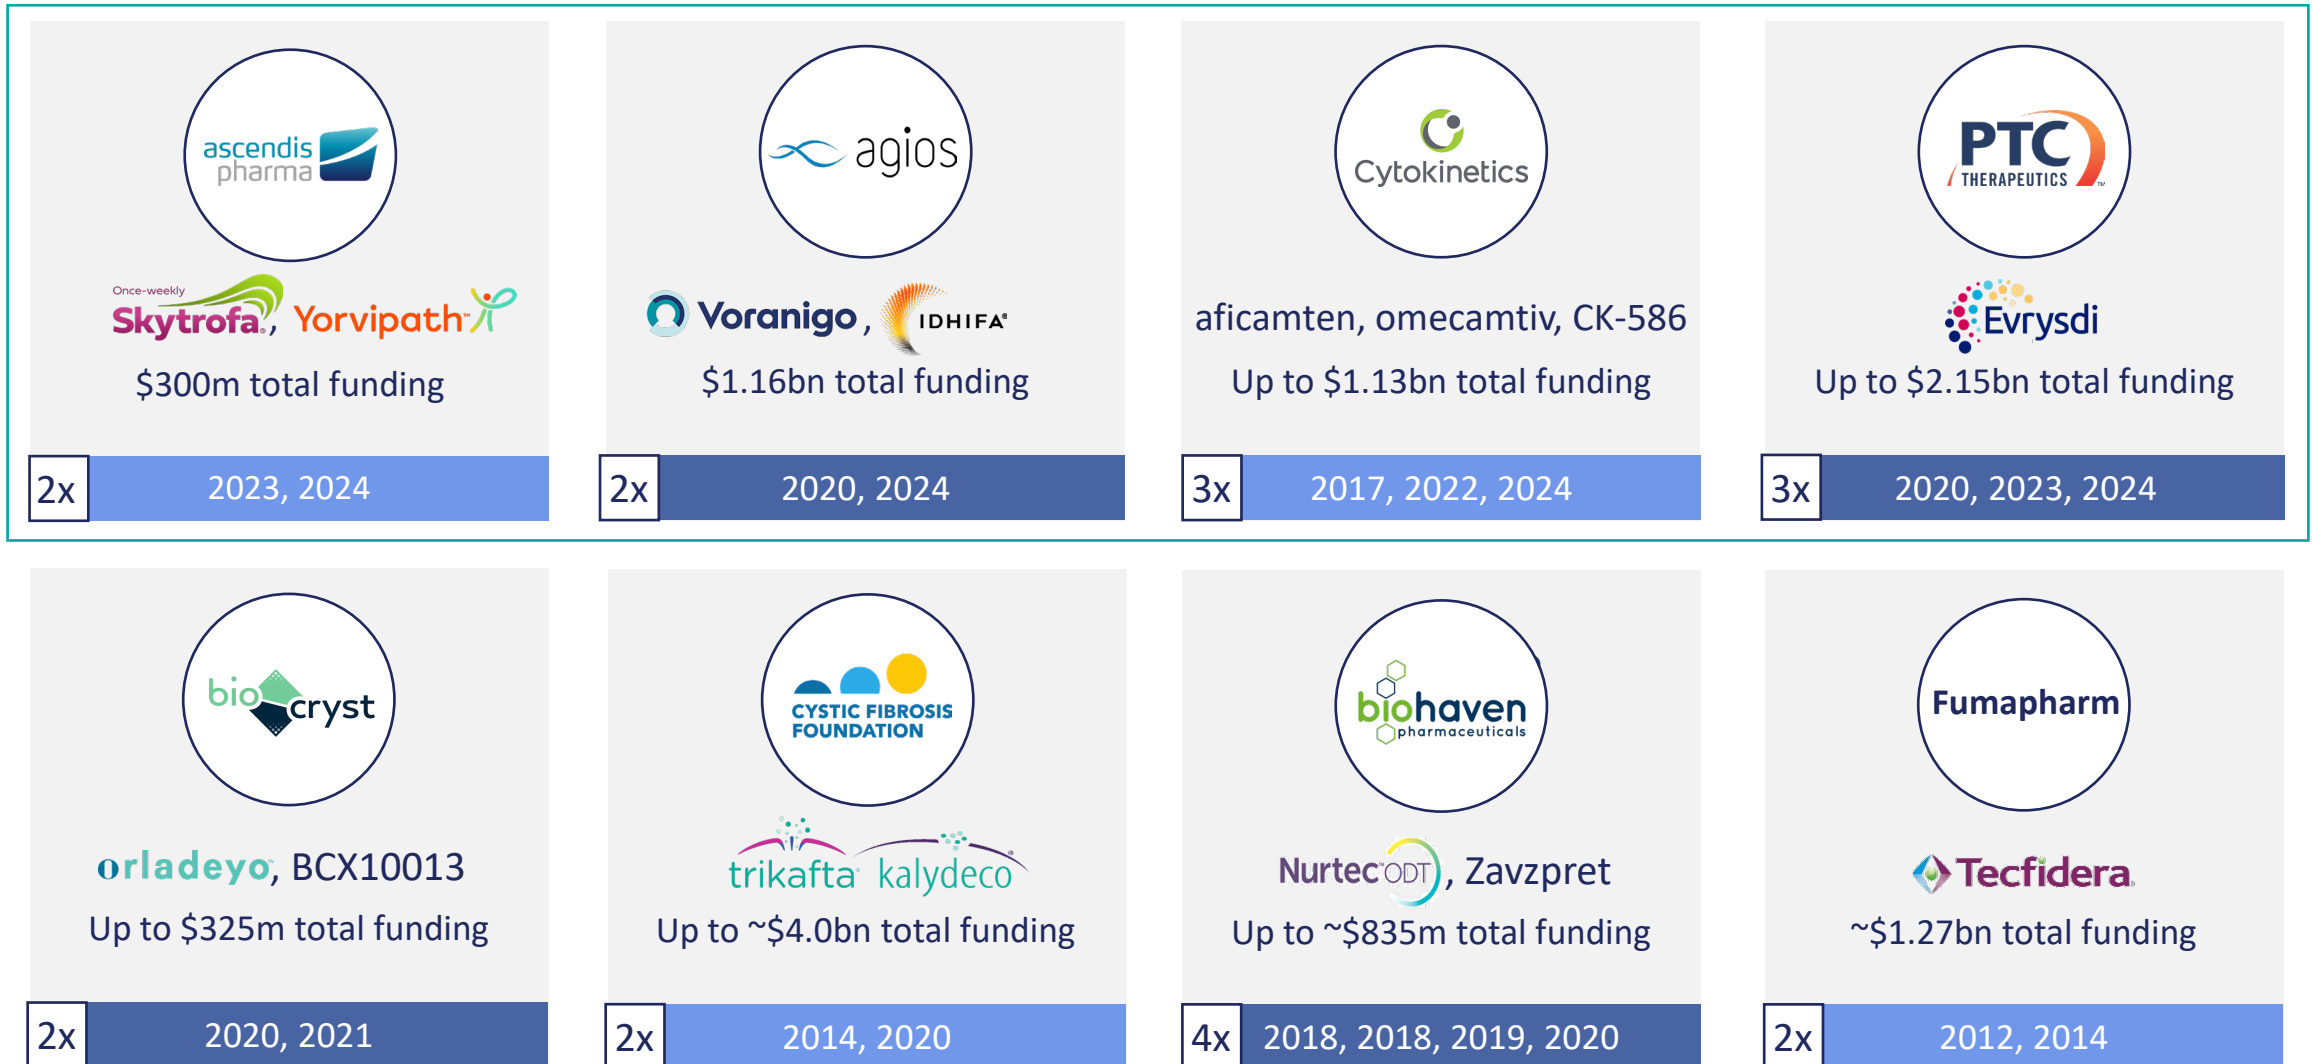 ascendis
pharma
Once-weekly
Skytrofa®, Yorvipath™
$300m total funding
2x
2023, 2024
agios
Voranigo, IDHIFA®
$1.16bn total funding
2x
2020, 2024
Cytokinetics
aficamten, omecamtiv, CK-586
Up to $1.13bn total funding
3x
2017, 2022, 2024
PTC
THERAPEUTICS ™
Evrysdi
Up to $2.15bn total funding
3x
2020, 2023, 2024
biocryst
orladeyo™, BCX10013
Up to $325m total funding
2x
2020, 2021
CYSTIC FIBROSIS
FOUNDATION
trikafta® kalydeco®
Up to ~$4.0bn total funding
2x
2014, 2020
biohaven
pharmaceuticals
Nurtec™ ODT, Zavzpret
Up to ~$835m total funding
4x
2018, 2018, 2019, 2020
Fumapharm
Tecfidera®
~$1.27bn total funding
2x
2012, 2014